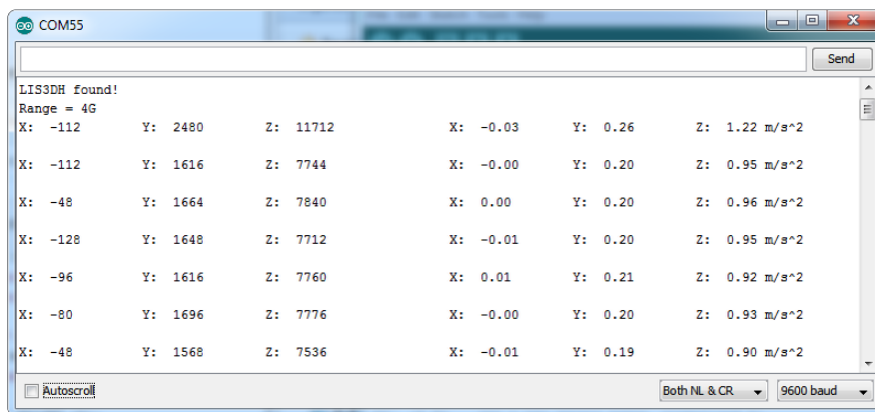 COM55
Send
LIS3DH found!
Range = 4G
X: -112 Y: 2480 Z: 11712 X: -0.03 Y: 0.26 Z: 1.22 m/s^2
X: -112 Y: 1616 Z: 7744 X: -0.00 Y: 0.20 Z: 0.95 m/s^2
X: -48 Y: 1664 Z: 7840 X: 0.00 Y: 0.20 Z: 0.96 m/s^2
X: -128 Y: 1648 Z: 7712 X: -0.01 Y: 0.20 Z: 0.95 m/s^2
X: -96 Y: 1616 Z: 7760 X: 0.01 Y: 0.21 Z: 0.92 m/s^2
X: -80 Y: 1696 Z: 7776 X: -0.00 Y: 0.20 Z: 0.93 m/s^2
X: -48 Y: 1568 Z: 7536 X: -0.01 Y: 0.19 Z: 0.90 m/s^2
Autoscroll Both NL & CR 9600 baud